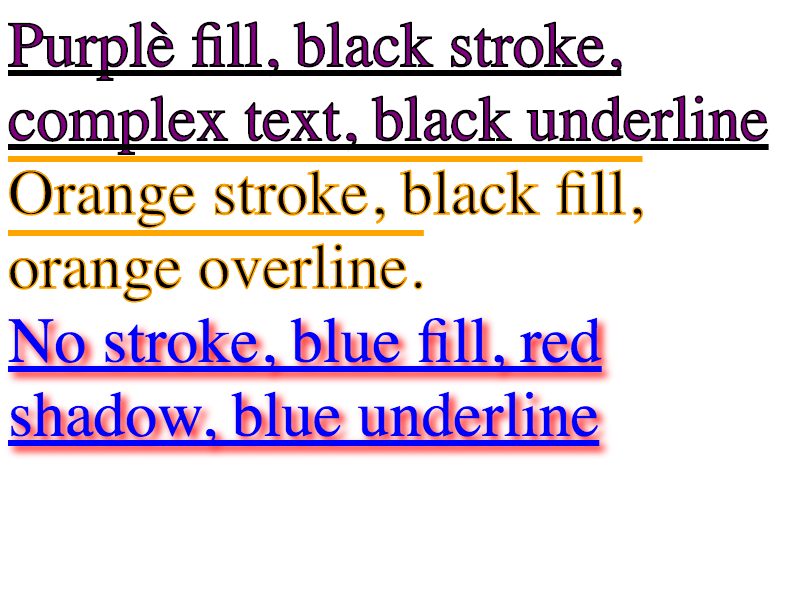 Purplè fill, black stroke,
complex text, black underline
Orange stroke, black fill,
orange overline.
No stroke, blue fill, red
shadow, blue underline